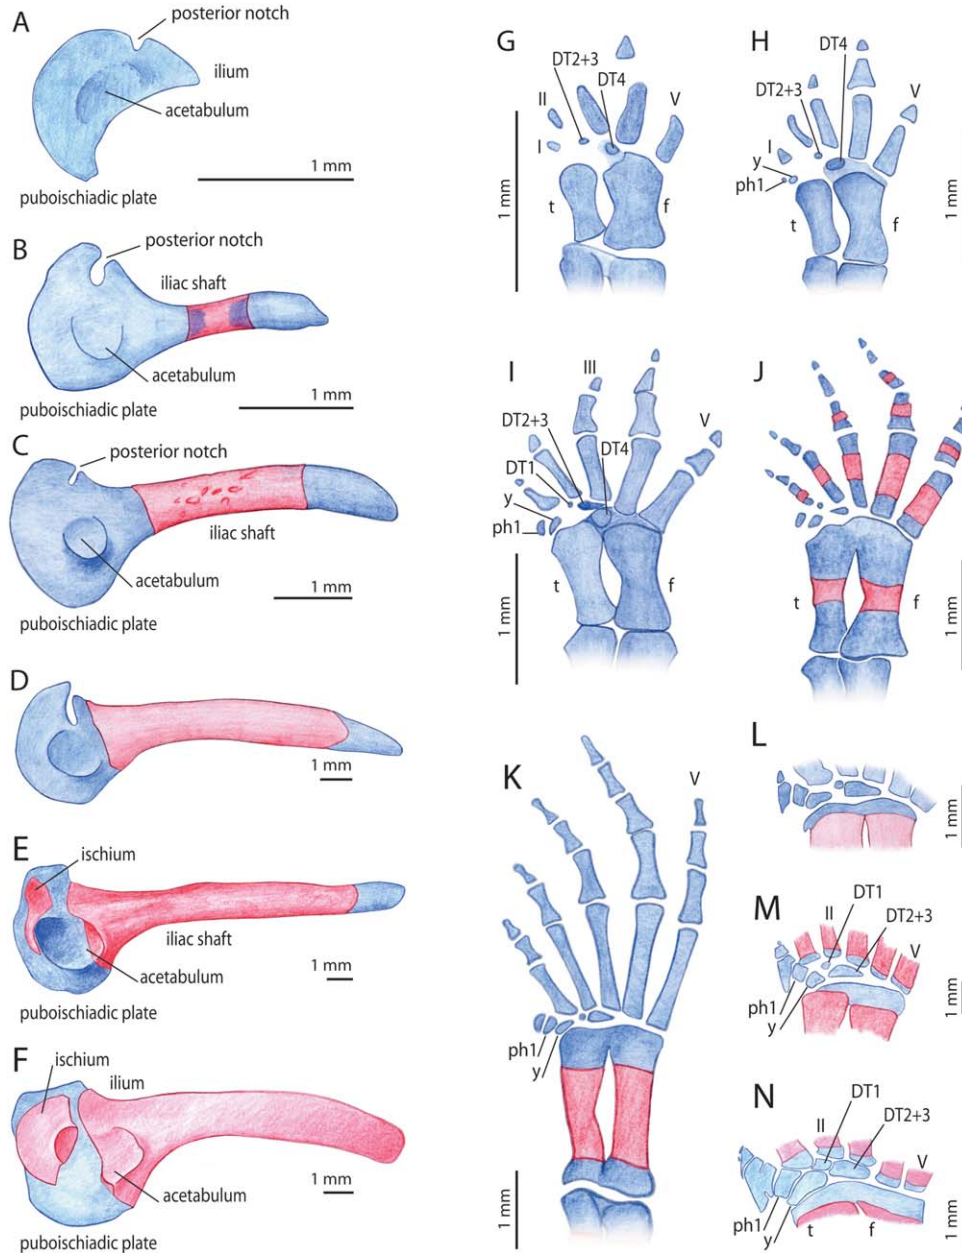 A
posterior notch
ilium
acetabulum
1 mm
puboischiadic plate
B
posterior notch
iliac shaft
acetabulum
1 mm
puboischiadic plate
C
posterior notch
iliac shaft
acetabulum
1 mm
puboischiadic plate
D
1 mm
E
ischium
iliac shaft
acetabulum
1 mm
puboischiadic plate
F
ischium
ilium
acetabulum
1 mm
puboischiadic plate
G
DT2+3
DT4
II
V
I
1 mm
t
f
H
DT4
DT2+3
V
I
y
ph1
t
f
1 mm
I
III
DT2+3
V
DT4
DT1
y
ph1
t
f
1 mm
J
t
f
1 mm
K
V
ph1
y
1 mm
L
1 mm
M
DT1
II
DT2+3
V
ph1
y
1 mm
N
DT1
II
DT2+3
V
ph1
y
t
f
1 mm